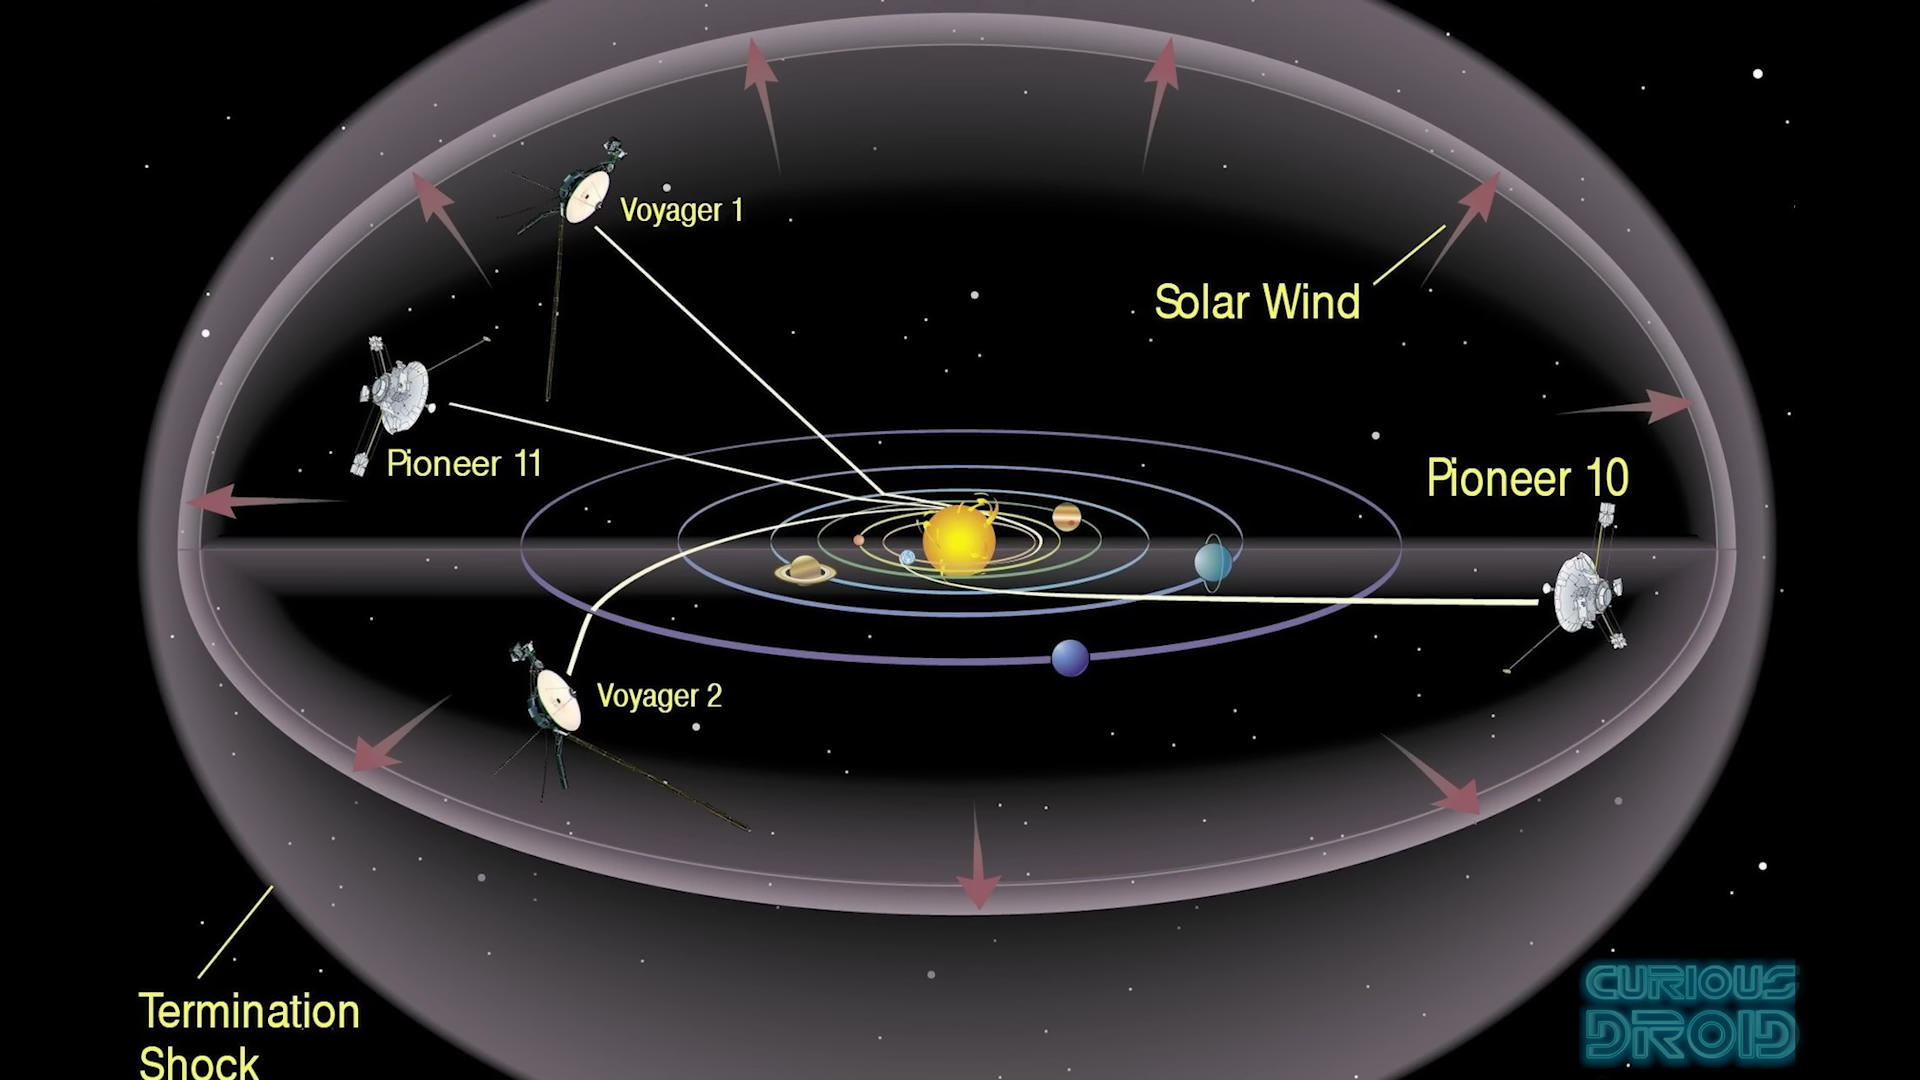 Voyager 1
Solar Wind
Pioneer 11
Pioneer 10
Voyager 2
Termination
Shock
CURIOUS
DROID